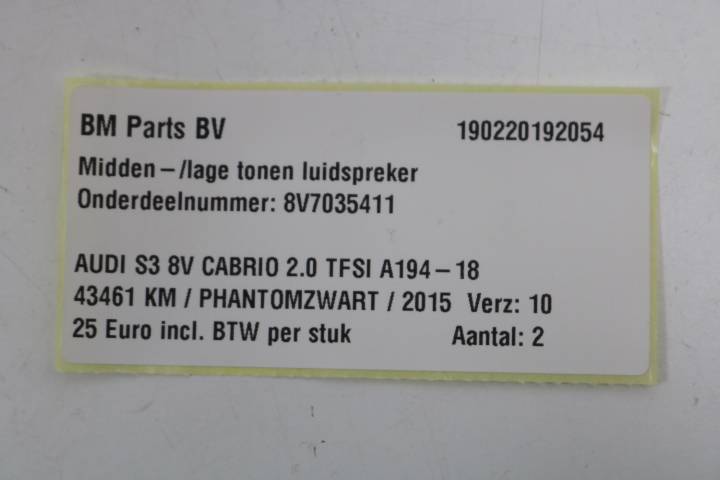 BM Parts BV 190220192054
Midden-/lage tonen luidspreker
Onderdeelnummer: 8V7035411
AUDI S3 8V CABRIO 2.0 TFSI A194-18
43461 KM / PHANTOMZWART / 2015 Verz: 10
25 Euro incl. BTW per stuk Aantal: 2